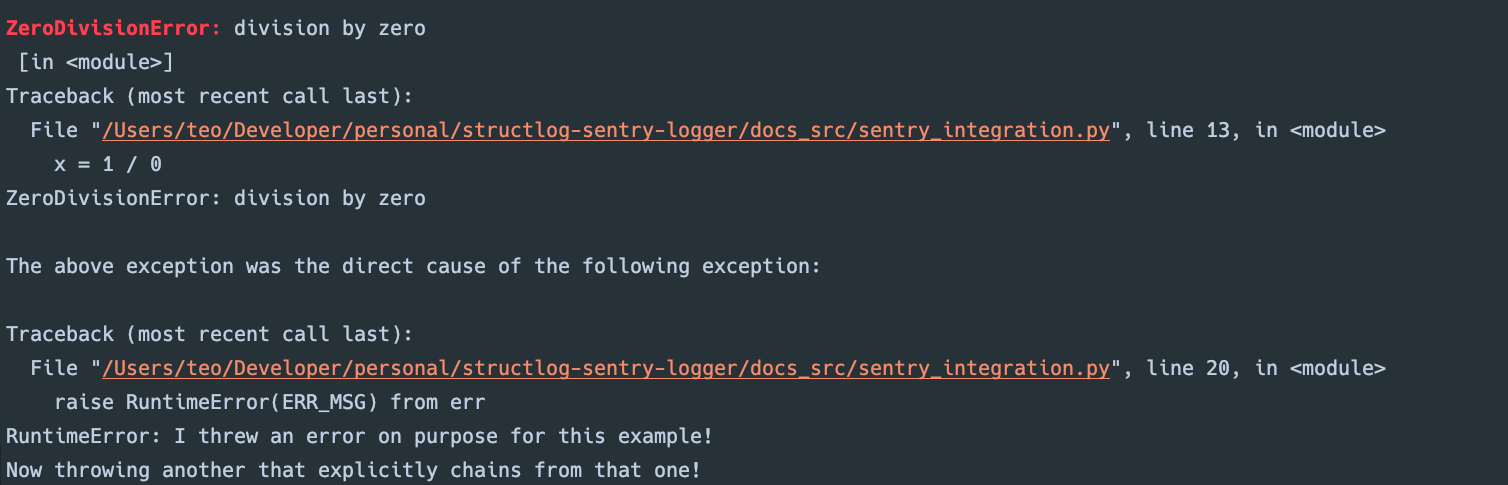 ZeroDivisionError: division by zero
 [in <module>]
Traceback (most recent call last):
  File "/Users/teo/Developer/personal/structlog-sentry-logger/docs_src/sentry_integration.py", line 13, in <module>
    x = 1 / 0
ZeroDivisionError: division by zero

The above exception was the direct cause of the following exception:

Traceback (most recent call last):
  File "/Users/teo/Developer/personal/structlog-sentry-logger/docs_src/sentry_integration.py", line 20, in <module>
    raise RuntimeError(ERR_MSG) from err
RuntimeError: I threw an error on purpose for this example!
Now throwing another that explicitly chains from that one!